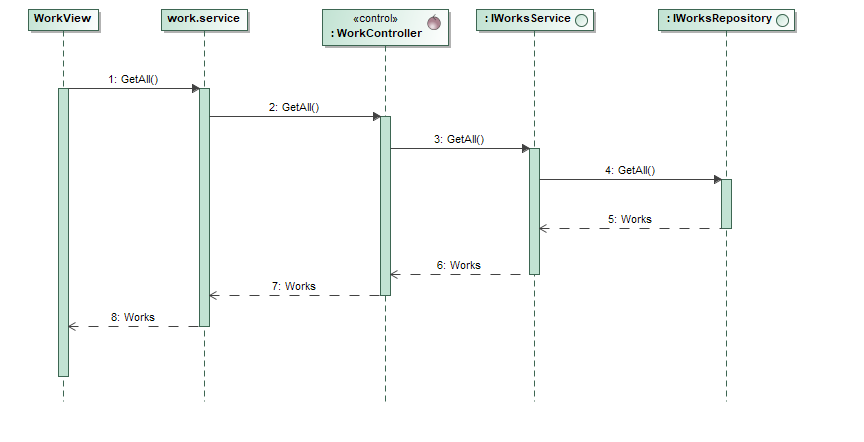 WorkView
work.service
«control»
: WorkController
: IWorksService
: IWorksRepository
1: GetAll()
2: GetAll()
3: GetAll()
4: GetAll()
5: Works
6: Works
7: Works
8: Works